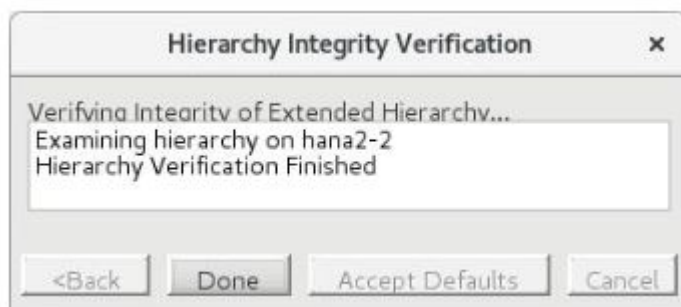 Hierarchy Integrity Verification ×
Verifying Integrity of Extended Hierarchy...
Examining hierarchy on hana2-2
Hierarchy Verification Finished
<Back Done Accept Defaults Cancel